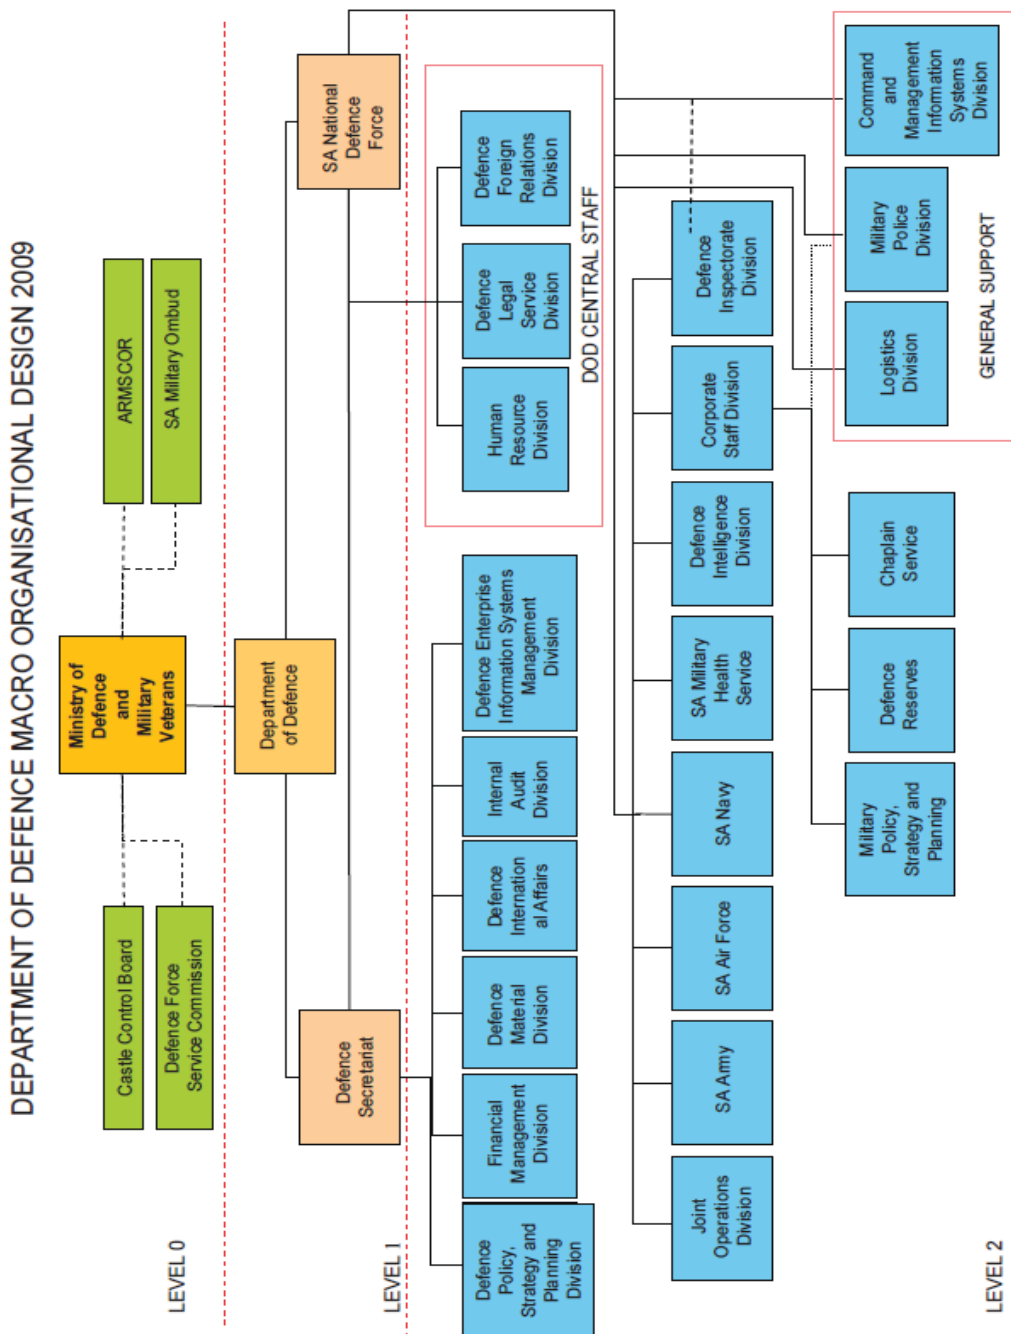 DEPARTMENT OF DEFENCE MACRO ORGANISATIONAL DESIGN 2009
LEVEL 0
Castle Control Board
Defence Force
Service Commission
Ministry of
Defence
and
Military
Veterans
ARMSCOR
SA Military Ombud
Department
of Defence
LEVEL 1
Defence
Secretariat
SA National
Defence
Force
Defence
Policy,
Strategy and
Planning
Division
Financial
Management
Division
Defence
Material
Division
Defence
Internation
al Affairs
Internal
Audit
Division
Defence Enterprise
Information Systems
Management
Division
Human
Resource
Division
Defence
Legal
Service
Division
Defence
Foreign
Relations
Division
DOD CENTRAL STAFF
Joint
Operations
Division
SA Army
SA Air Force
SA Navy
SA Military
Health
Service
Defence
Intelligence
Division
Corporate
Staff Division
Defence
Inspectorate
Division
Military
Policy,
Strategy and
Planning
Defence
Reserves
Chaplain
Service
Logistics
Division
Military
Police
Division
Command
and
Management
Information
Systems
Division
GENERAL SUPPORT
LEVEL 2